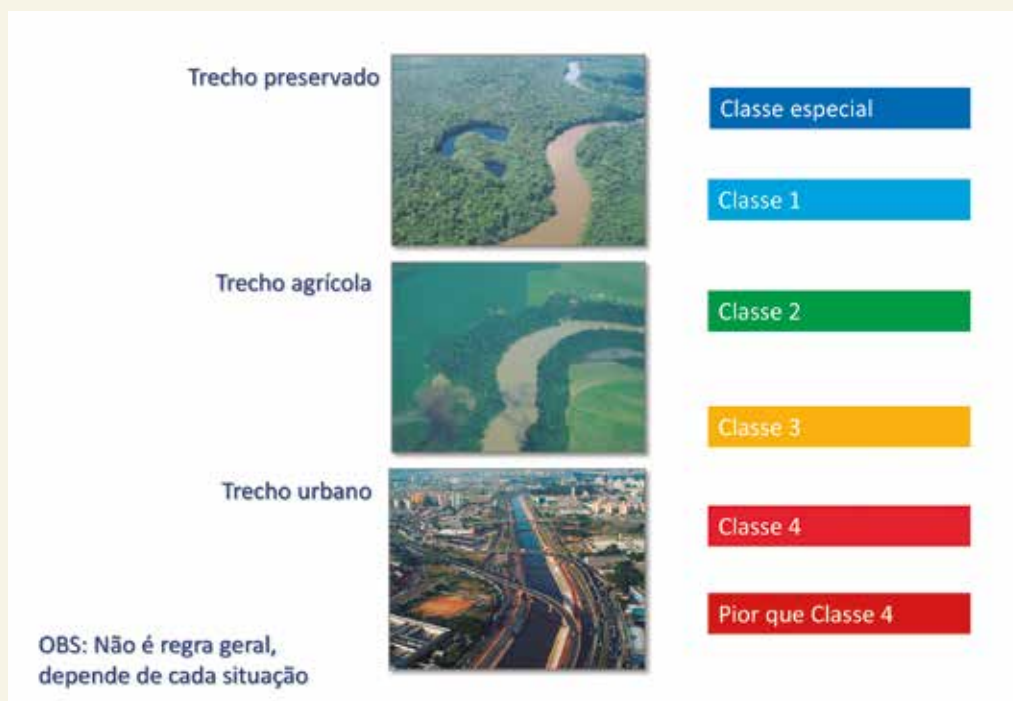 Trecho preservado
Classe especial
Classe 1
Trecho agrícola
Classe 2
Classe 3
Trecho urbano
Classe 4
Pior que Classe 4
OBS: Não é regra geral,
depende de cada situação